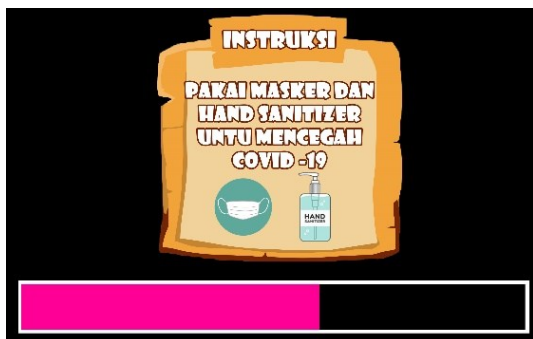 INSTRUKSI
PAKAI MASKER DAN
HAND SANITIZER
UNTU MENCEGAH
COVID -19
HAND
SANITIZER